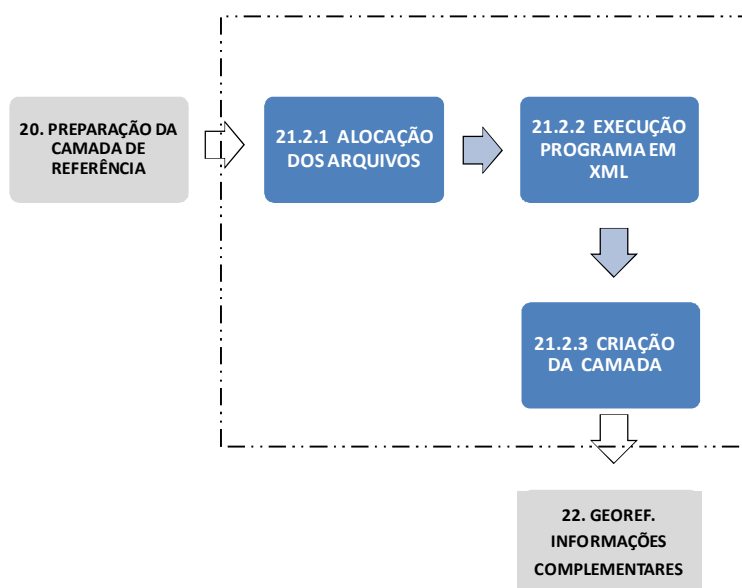 20. PREPARAÇÃO DA
CAMADA DE
REFERÊNCIA
21.2.1 ALOCAÇÃO
DOS ARQUIVOS
21.2.2 EXECUÇÃO
PROGRAMA EM
XML
21.2.3 CRIAÇÃO
DA CAMADA
22. GEOREF.
INFORMAÇÕES
COMPLEMENTARES